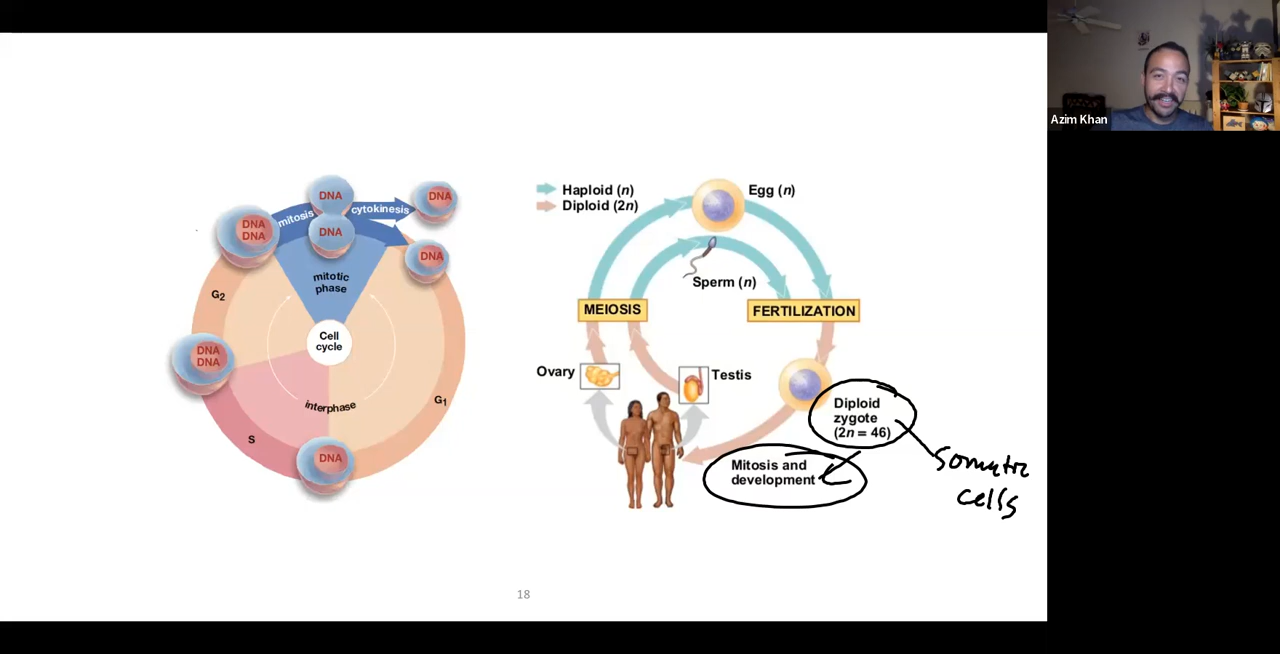 Azim Khan
DNA
DNA
DNA
mitosis
DNA
cytokinesis
DNA
DNA
mitotic
phase
G2
DNA
DNA
Cell
cycle
interphase
G1
S
DNA
Haploid (n)
Diploid (2n)
Egg (n)
Sperm (n)
MEIOSIS
FERTILIZATION
Ovary
Testis
Diploid
zygote
(2n = 46)
Mitosis and
development
Somatic
cells
18